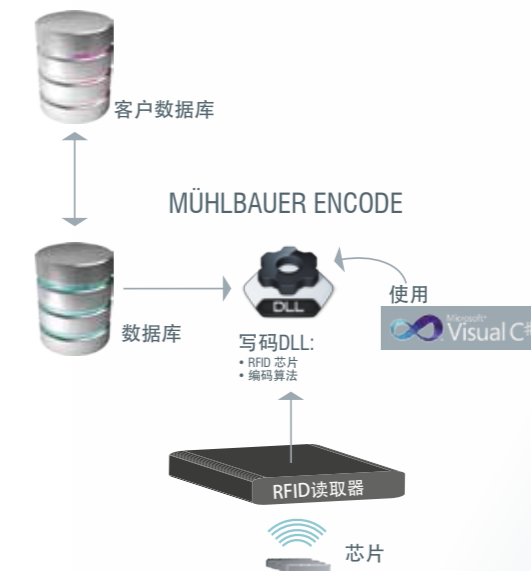 客户数据库
MÜHLBAUER ENCODE
DLL
使用
Microsoft®
Visual C#
数据库
写码DLL:
• RFID 芯片
• 编码算法
RFID读取器
芯片